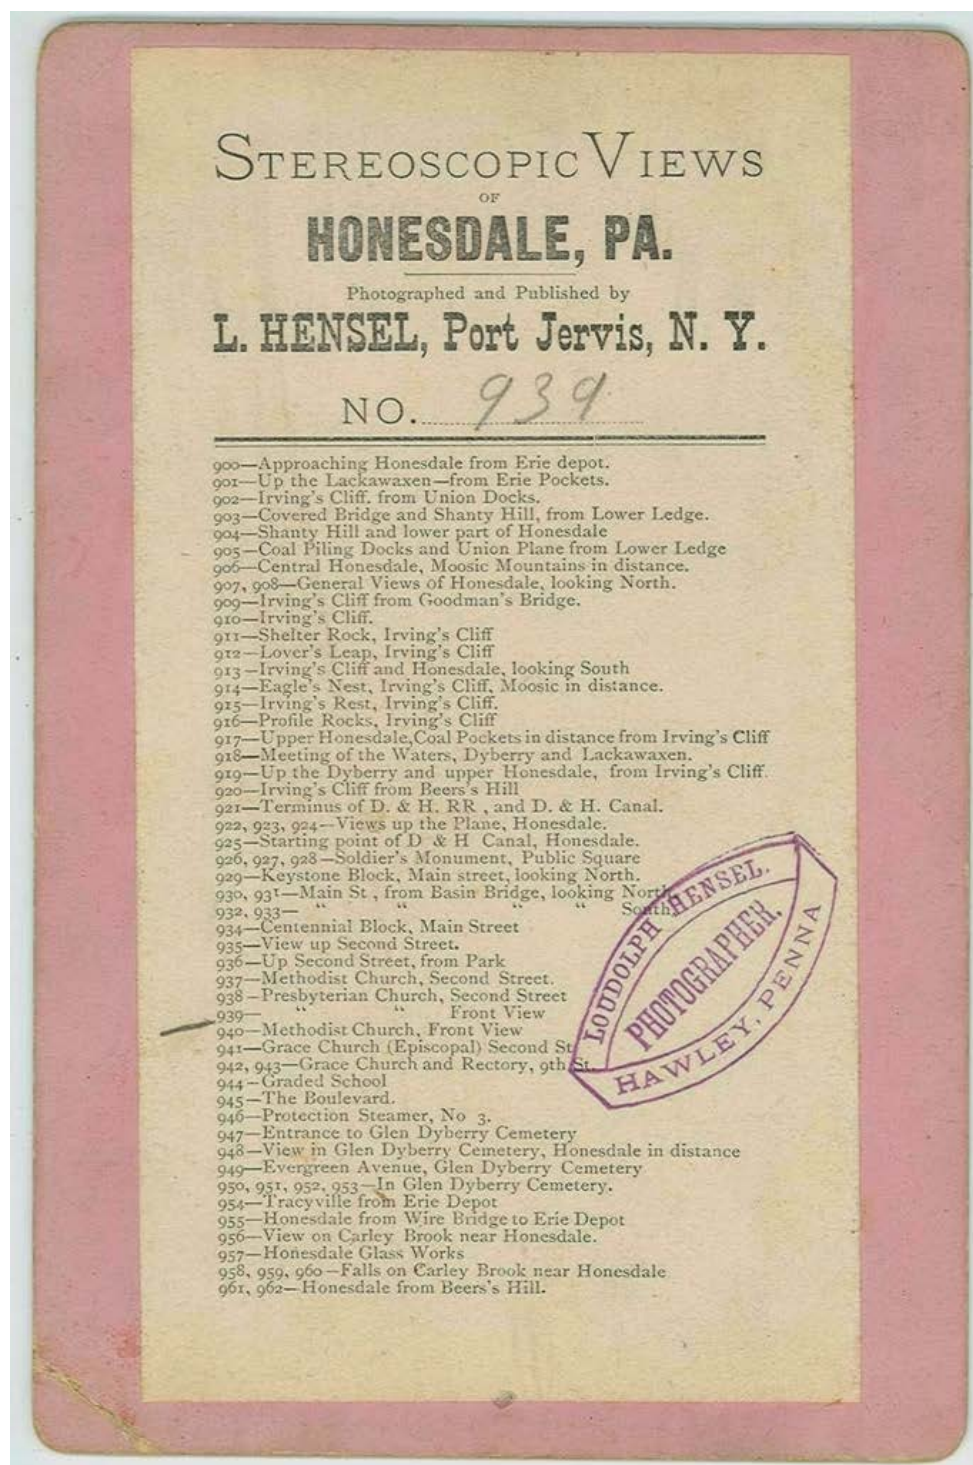 STEREOSCOPIC VIEWS
OF
HONESDALE, PA.
Photographed and Published by
L. HENSEL, Port Jervis, N. Y.
NO. 939
900—Approaching Honesdale from Erie depot.
901—Up the Lackawaxen—from Erie Pockets.
902—Irving's Cliff, from Union Docks.
903—Covered Bridge and Shanty Hill, from Lower Ledge.
904—Shanty Hill and lower part of Honesdale
905—Coal Piling Docks and Union Plane from Lower Ledge
906—Central Honesdale, Moosic Mountains in distance.
907, 908—General Views of Honesdale, looking North.
909—Irving's Cliff from Goodman's Bridge.
910—Irving's Cliff.
911—Shelter Rock, Irving's Cliff
912—Lover's Leap, Irving's Cliff
913—Irving's Cliff and Honesdale, looking South
914—Eagle's Nest, Irving's Cliff, Moosic in distance.
915—Irving's Rest, Irving's Cliff.
916—Profile Rocks, Irving's Cliff
917—Upper Honesdale, Coal Pockets in distance from Irving's Cliff
918—Meeting of the Waters, Dyberry and Lackawaxen.
919—Up the Dyberry and upper Honesdale, from Irving's Cliff.
920—Irving's Cliff from Beers's Hill
921—Terminus of D. & H. RR, and D. & H. Canal.
922, 923, 924—Views up the Plane, Honesdale.
925—Starting point of D & H Canal, Honesdale.
926, 927, 928—Soldier's Monument, Public Square
929—Keystone Block, Main street, looking North.
930, 931—Main St, from Basin Bridge, looking North
932, 933— " " " " South
934—Centennial Block, Main Street
935—View up Second Street.
936—Up Second Street, from Park
937—Methodist Church, Second Street.
938—Presbyterian Church, Second Street
939— " " Front View
940—Methodist Church, Front View
941—Grace Church (Episcopal) Second St
942, 943—Grace Church and Rectory, 9th St.
944—Graded School
945—The Boulevard.
946—Protection Steamer, No 3.
947—Entrance to Glen Dyberry Cemetery
948—View in Glen Dyberry Cemetery, Honesdale in distance
949—Evergreen Avenue, Glen Dyberry Cemetery
950, 951, 952, 953—In Glen Dyberry Cemetery.
954—Tracyville from Erie Depot
955—Honesdale from Wire Bridge to Erie Depot
956—View on Carley Brook near Honesdale.
957—Honesdale Glass Works
958, 959, 960—Falls on Carley Brook near Honesdale
961, 962—Honesdale from Beers's Hill.
LOUDOLPH HENSEL.
PHOTOGRAPHER.
HAWLEY, PENNA